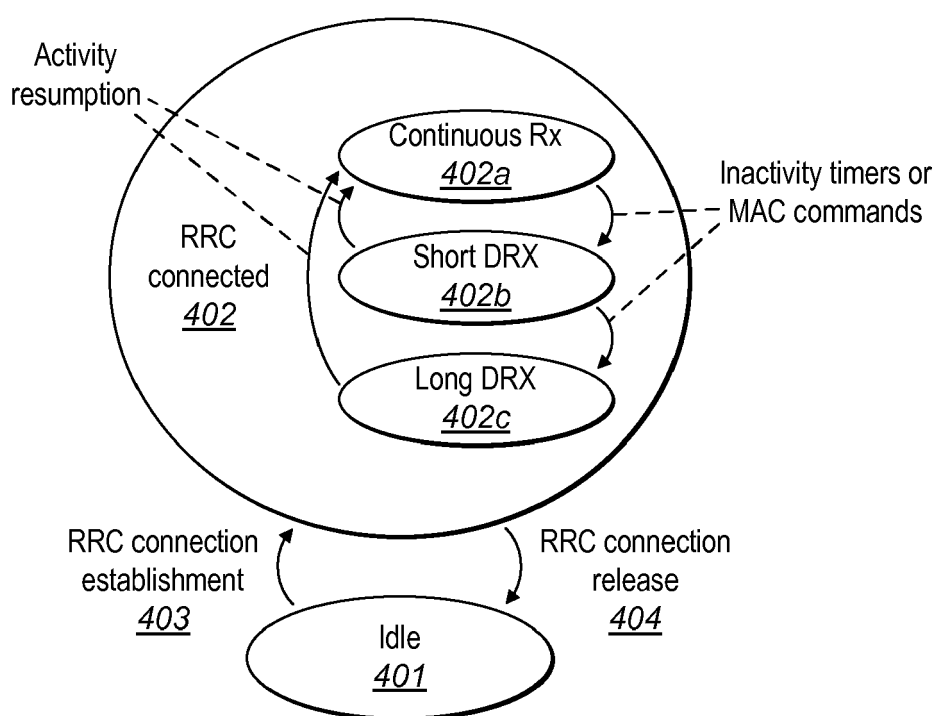 Activity
resumption
Continuous Rx
402a
Inactivity timers or
MAC commands
RRC
connected
402
Short DRX
402b
Long DRX
402c
RRC connection
establishment
403
RRC connection
release
404
Idle
401